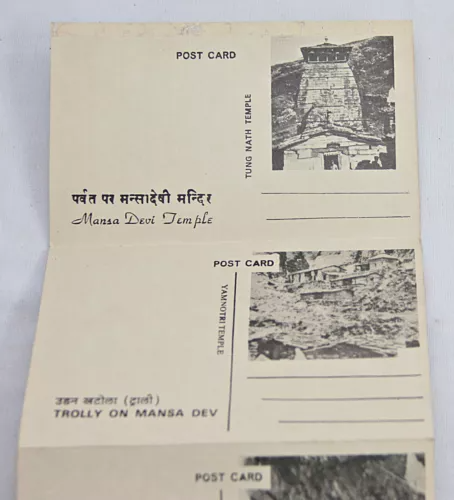 POST CARD
TUNG NATH TEMPLE
पर्वत पर मन्सादेवी मन्दिर
Mansa Devi Temple
POST CARD
YAMNOTRI TEMPLE
उडन खटोला (ट्राली)
TROLLY ON MANSA DEV
POST CARD